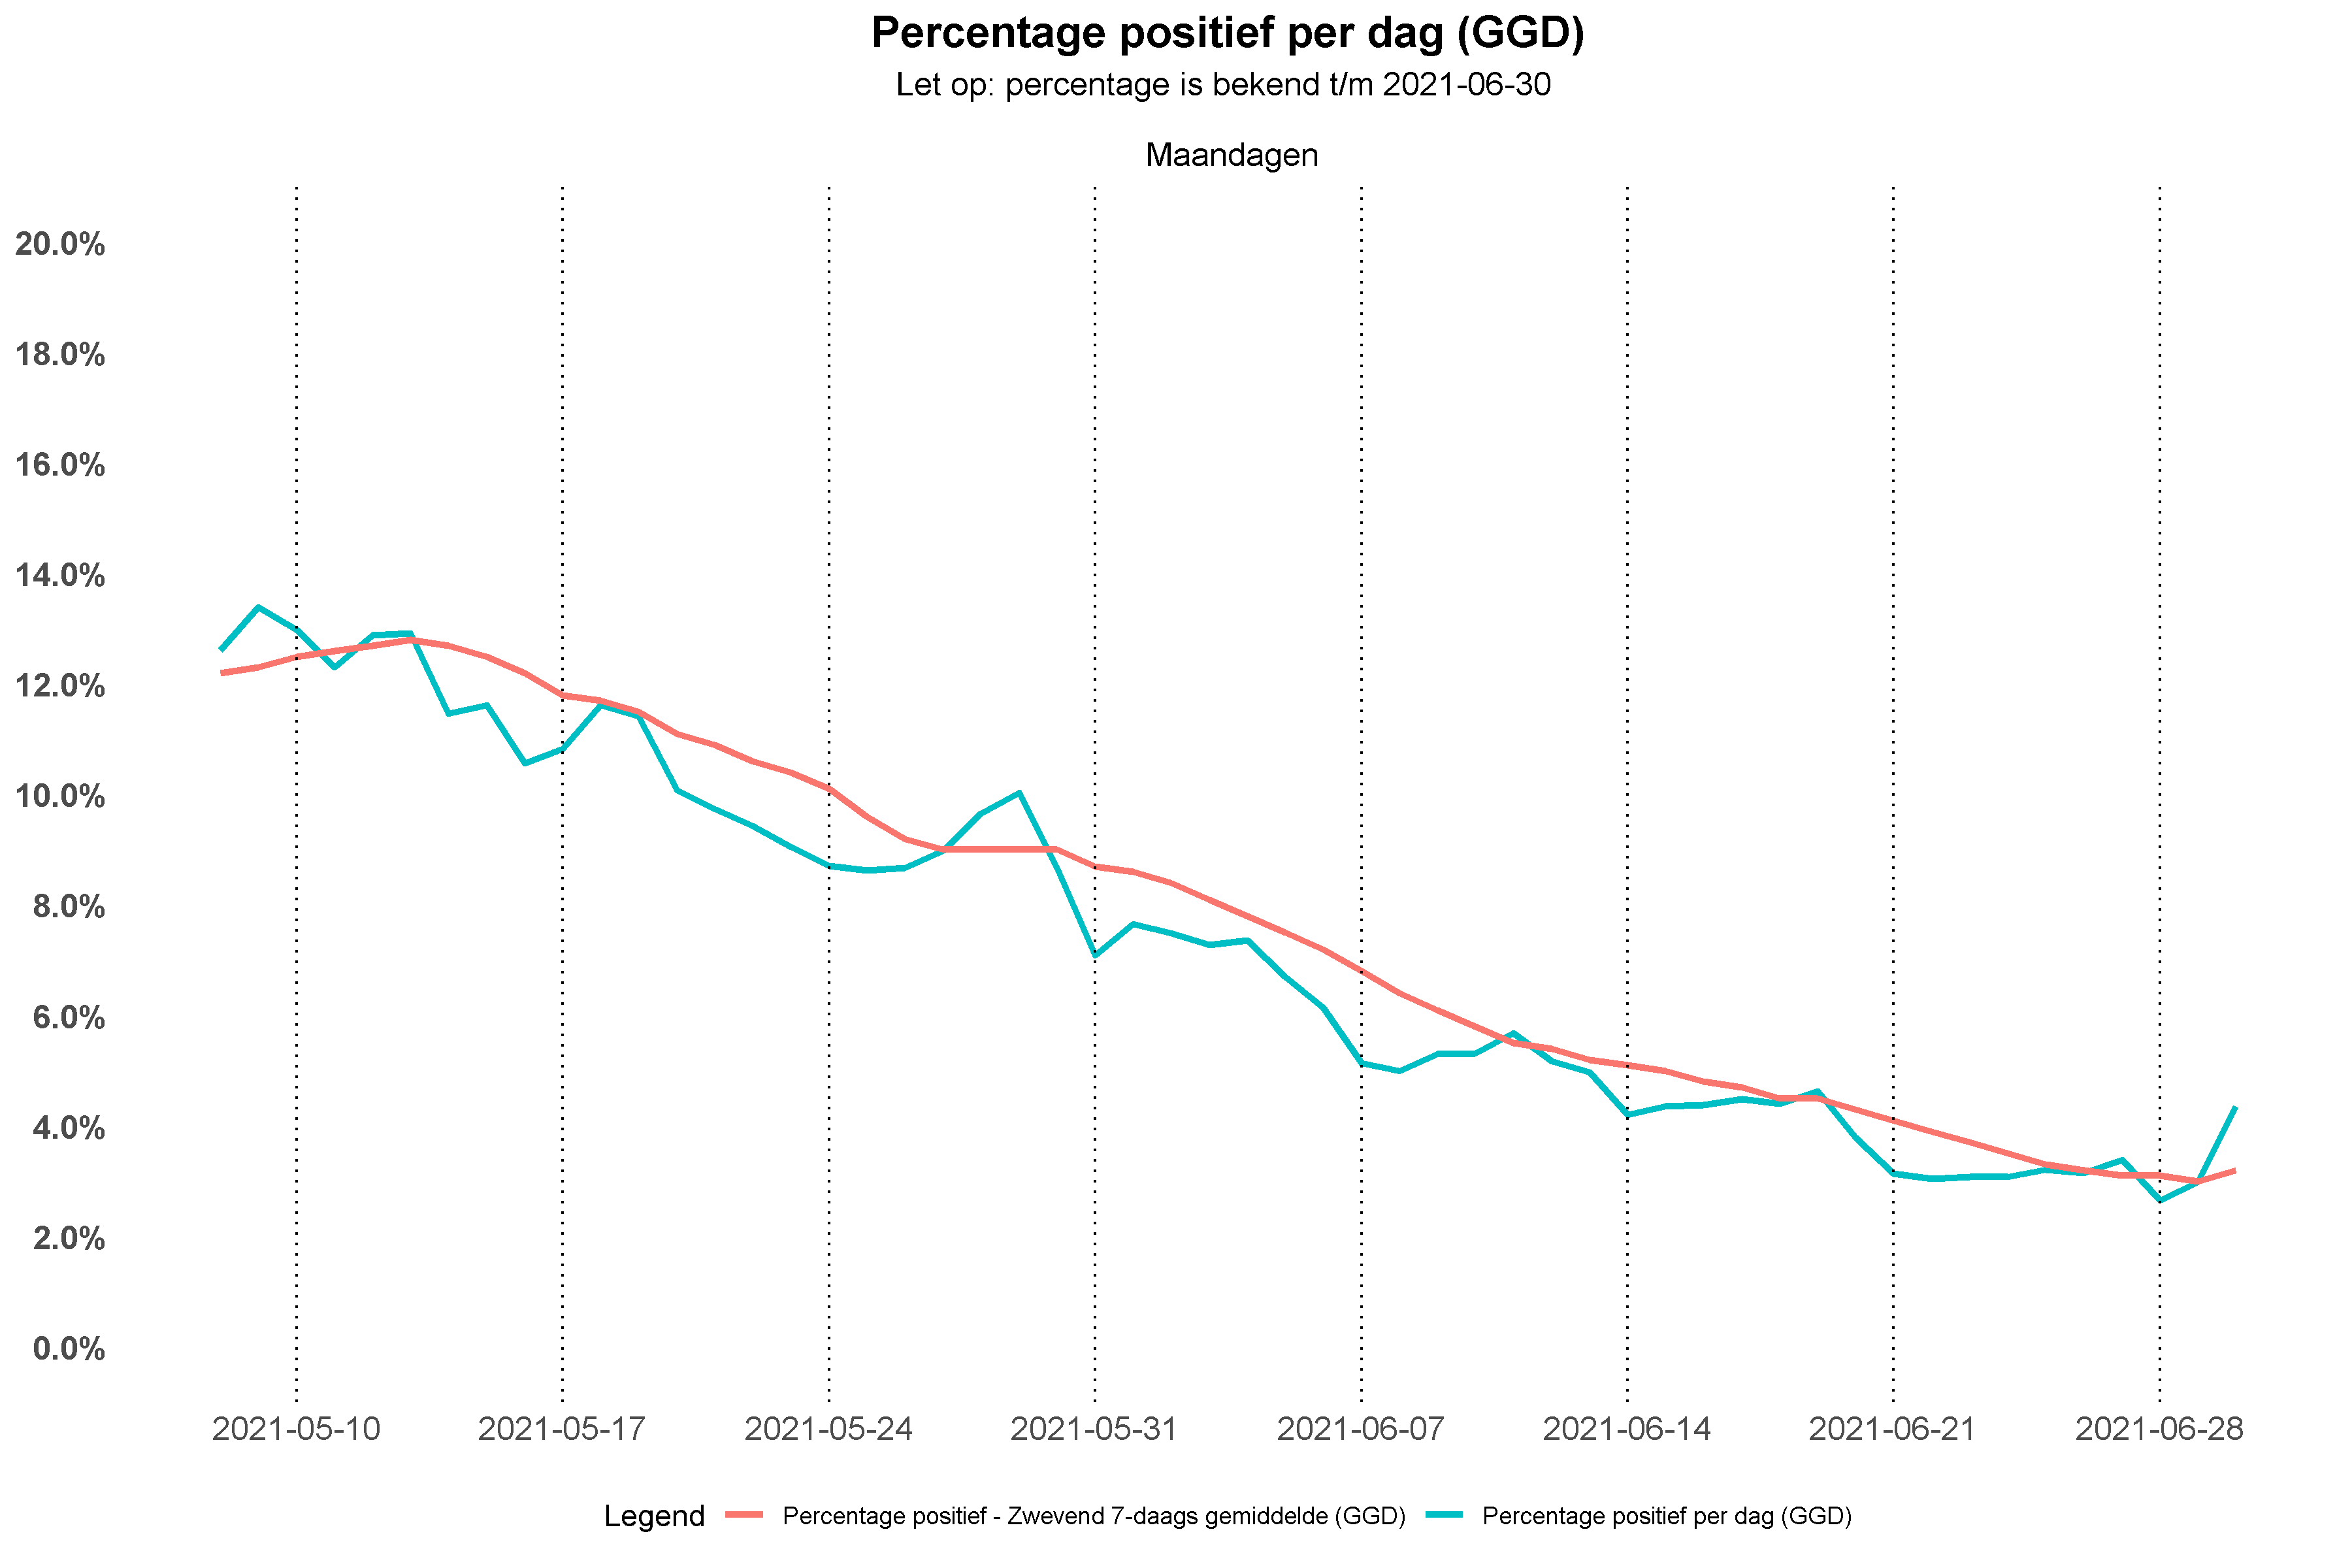 Percentage positief per dag (GGD)
Let op: percentage is bekend t/m 2021-06-30
Maandagen
20.0%
18.0%
16.0%
14.0%
12.0%
10.0%
8.0%
6.0%
4.0%
2.0%
0.0%
2021-05-10 2021-05-17 2021-05-24 2021-05-31 2021-06-07 2021-06-14 2021-06-21 2021-06-28
Legend Percentage positief - Zwevend 7-daags gemiddelde (GGD) Percentage positief per dag (GGD)